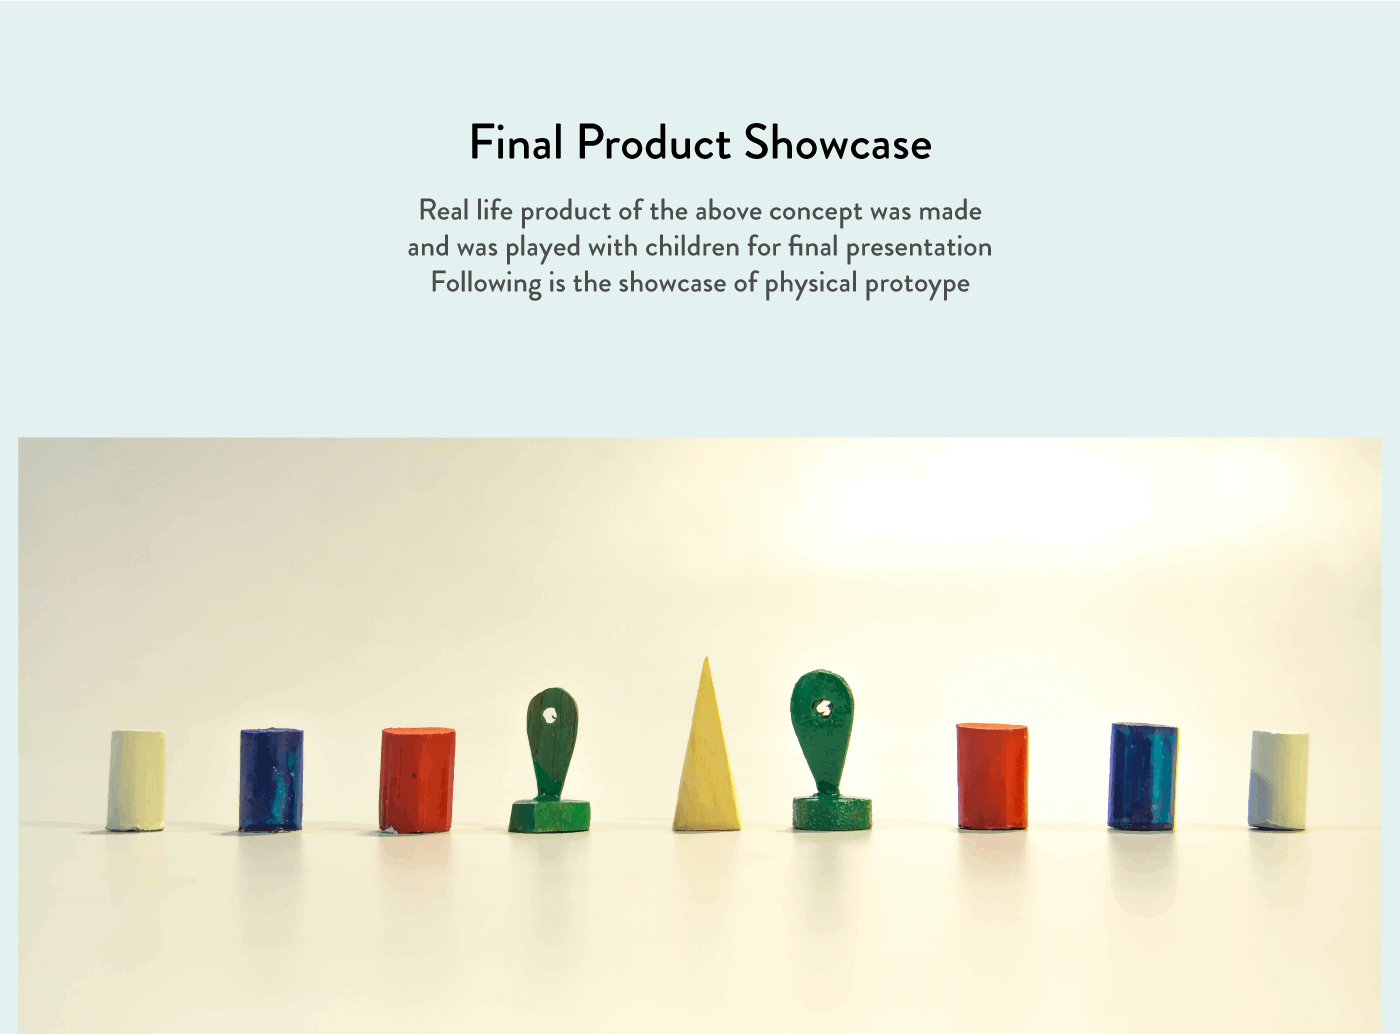 Final Product Showcase
Real life product of the above concept was made
and was played with children for final presentation
Following is the showcase of physical protoype